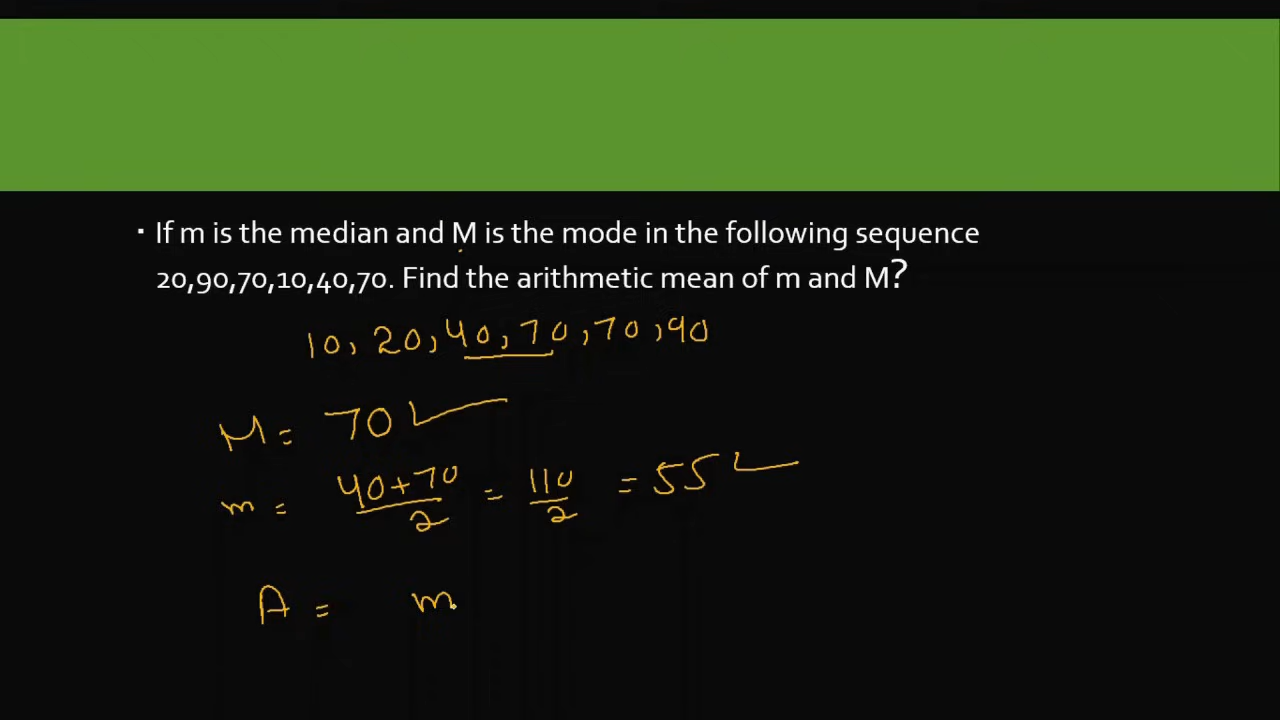 ▪ If m is the median and M is the mode in the following sequence
20,90,70,10,40,70. Find the arithmetic mean of m and M?
10, 20, 40, 70, 70, 90
M = 70
m = 40+70/2 = 110/2 = 55
A = m